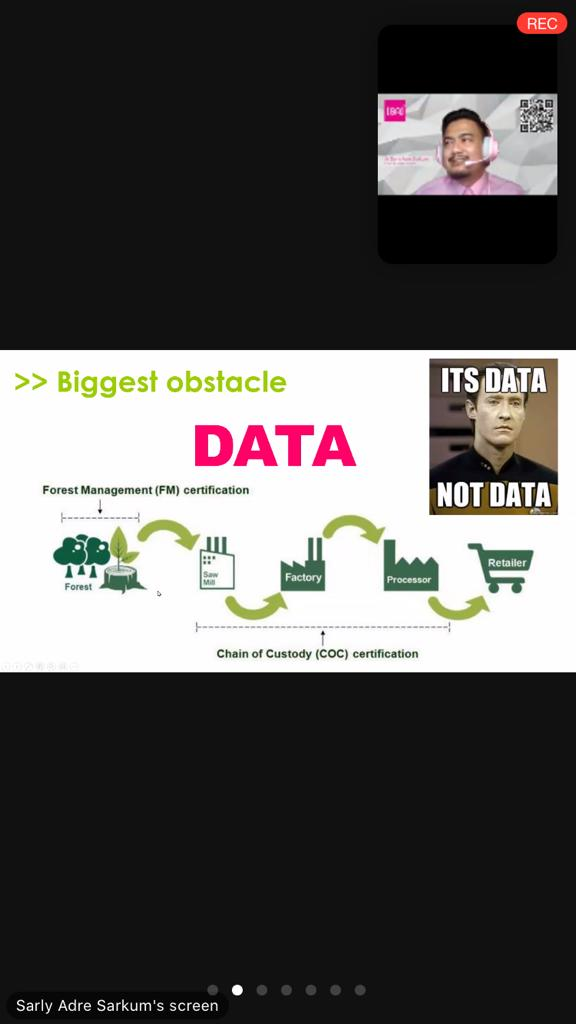 REC
>> Biggest obstacle
ITS DATA
DATA
NOT DATA
Forest Management (FM) certification
Forest
Saw
Mill
Factory
Processor
Retailer
Chain of Custody (COC) certification
Sarly Adre Sarkum's screen